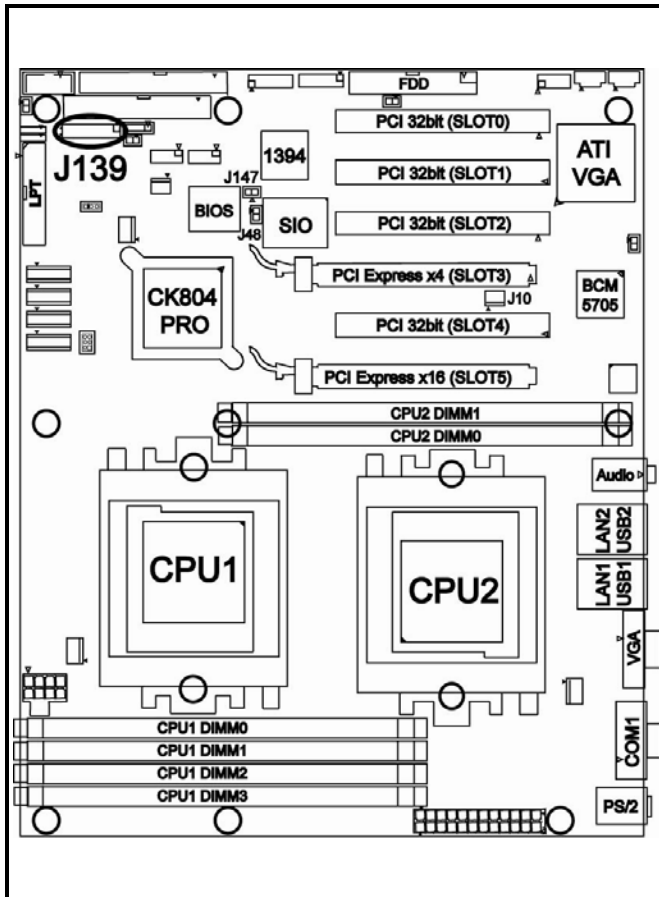 FDD
PCI 32bit (SLOT0)
J139
1394
ATI
VGA
LPT
J147
PCI 32bit (SLOT1)
BIOS
J48
SIO
PCI 32bit (SLOT2)
CK804
PRO
PCI Express x4 (SLOT3)
J10
BCM
5705
PCI 32bit (SLOT4)
PCI Express x16 (SLOT5)
CPU2 DIMM1
CPU2 DIMM0
Audio
LAN2
USB2
CPU1
CPU2
LAN1
USB1
VGA
CPU1 DIMM0
CPU1 DIMM1
CPU1 DIMM2
CPU1 DIMM3
COM1
PS/2